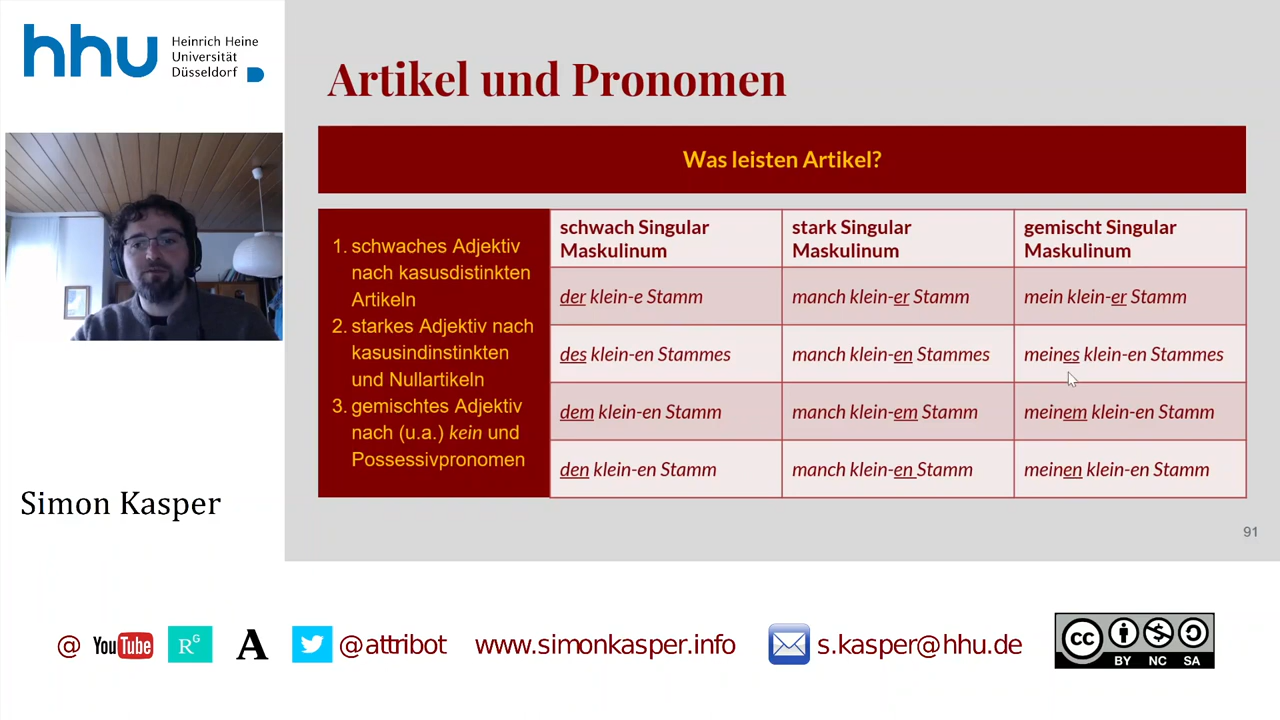 hhu Heinrich Heine
Universität
Düsseldorf
Artikel und Pronomen
Was leisten Artikel?
1. schwaches Adjektiv
nach kasusdistinkten
Artikeln
2. starkes Adjektiv nach
kasusindinstinkten
und Nullartikeln
3. gemischtes Adjektiv
nach (u.a.) kein und
Possessivpronomen
schwach Singular
Maskulinum
stark Singular
Maskulinum
gemischt Singular
Maskulinum
der klein-e Stamm
manch klein-er Stamm
mein klein-er Stamm
des klein-en Stammes
manch klein-en Stammes
meines klein-en Stammes
dem klein-en Stamm
manch klein-em Stamm
meinem klein-en Stamm
den klein-en Stamm
manch klein-en Stamm
meinen klein-en Stamm
Simon Kasper
91
@ YouTube RG A @attribot www.simonkasper.info s.kasper@hhu.de
cc BY NC SA